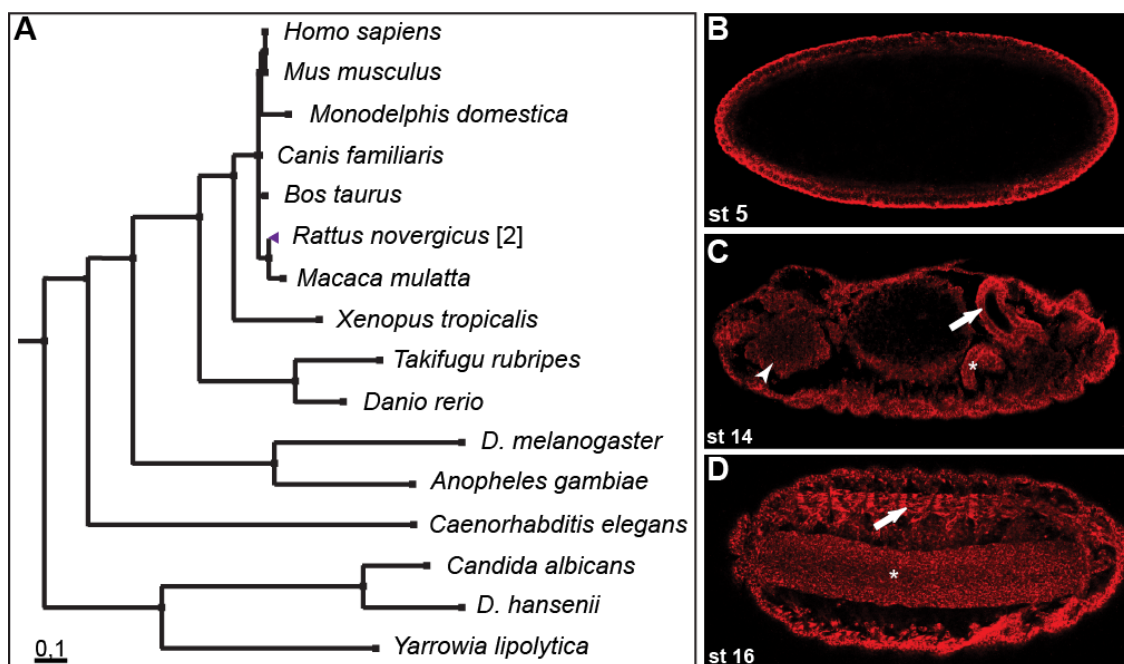 A
Homo sapiens
Mus musculus
Monodelphis domestica
Canis familiaris
Bos taurus
Rattus novergicus [2]
Macaca mulatta
Xenopus tropicalis
Takifugu rubripes
Danio rerio
D. melanogaster
Anopheles gambiae
Caenorhabditis elegans
Candida albicans
D. hansenii
Yarrowia lipolytica
0,1
B
st 5
C
*
st 14
D
*
st 16